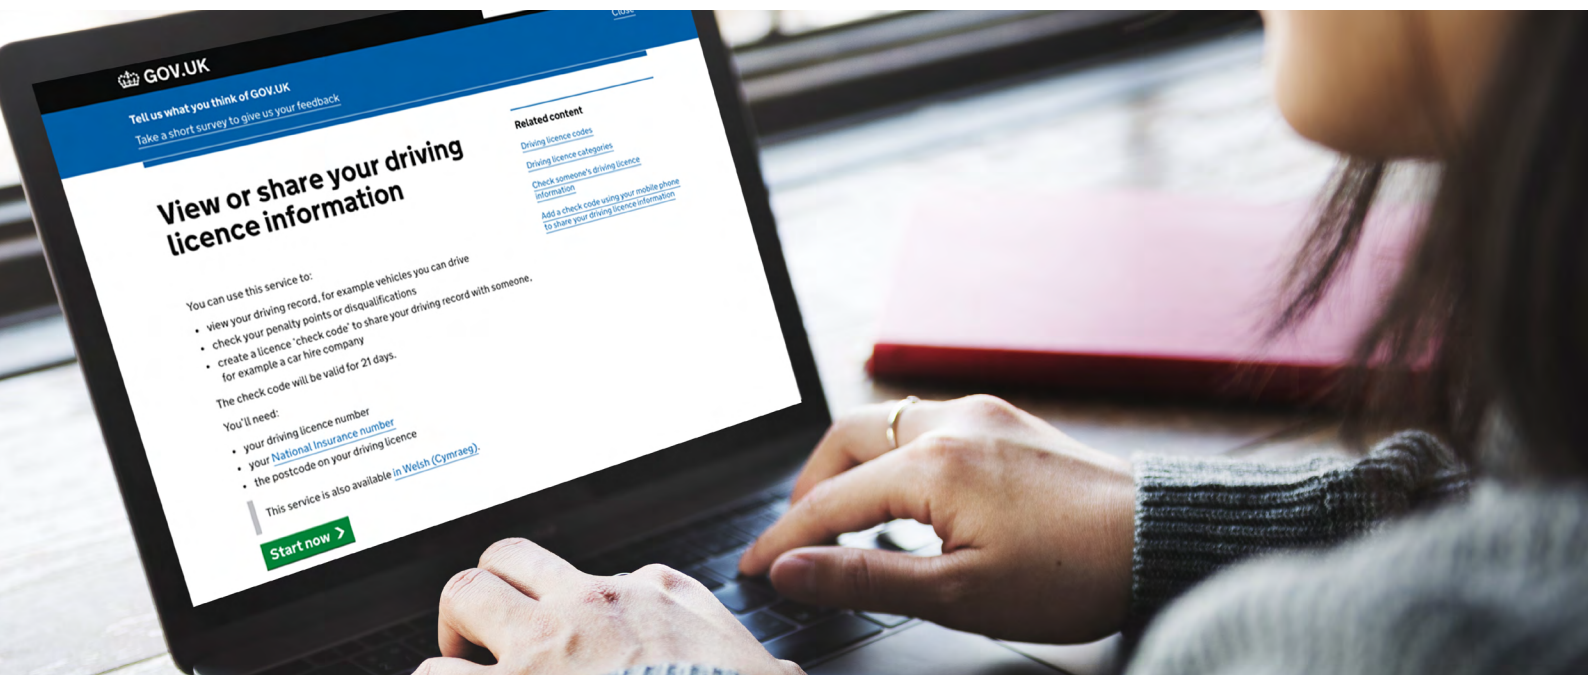 Close
GOV.UK
Tell us what you think of GOV.UK
Take a short survey to give us your feedback
View or share your driving
licence information
You can use this service to:
• view your driving record, for example vehicles you can drive
• check your penalty points or disqualifications
• create a licence 'check code' to share your driving record with someone,
for example a car hire company
The check code will be valid for 21 days.
You'll need:
• your driving licence number
• your National Insurance number
• the postcode on your driving licence
This service is also available in Welsh (Cymraeg).
Start now
Related content
Driving licence codes
Driving licence categories
Check someone's driving licence
information
Add a check code using your mobile phone
to share your driving licence information